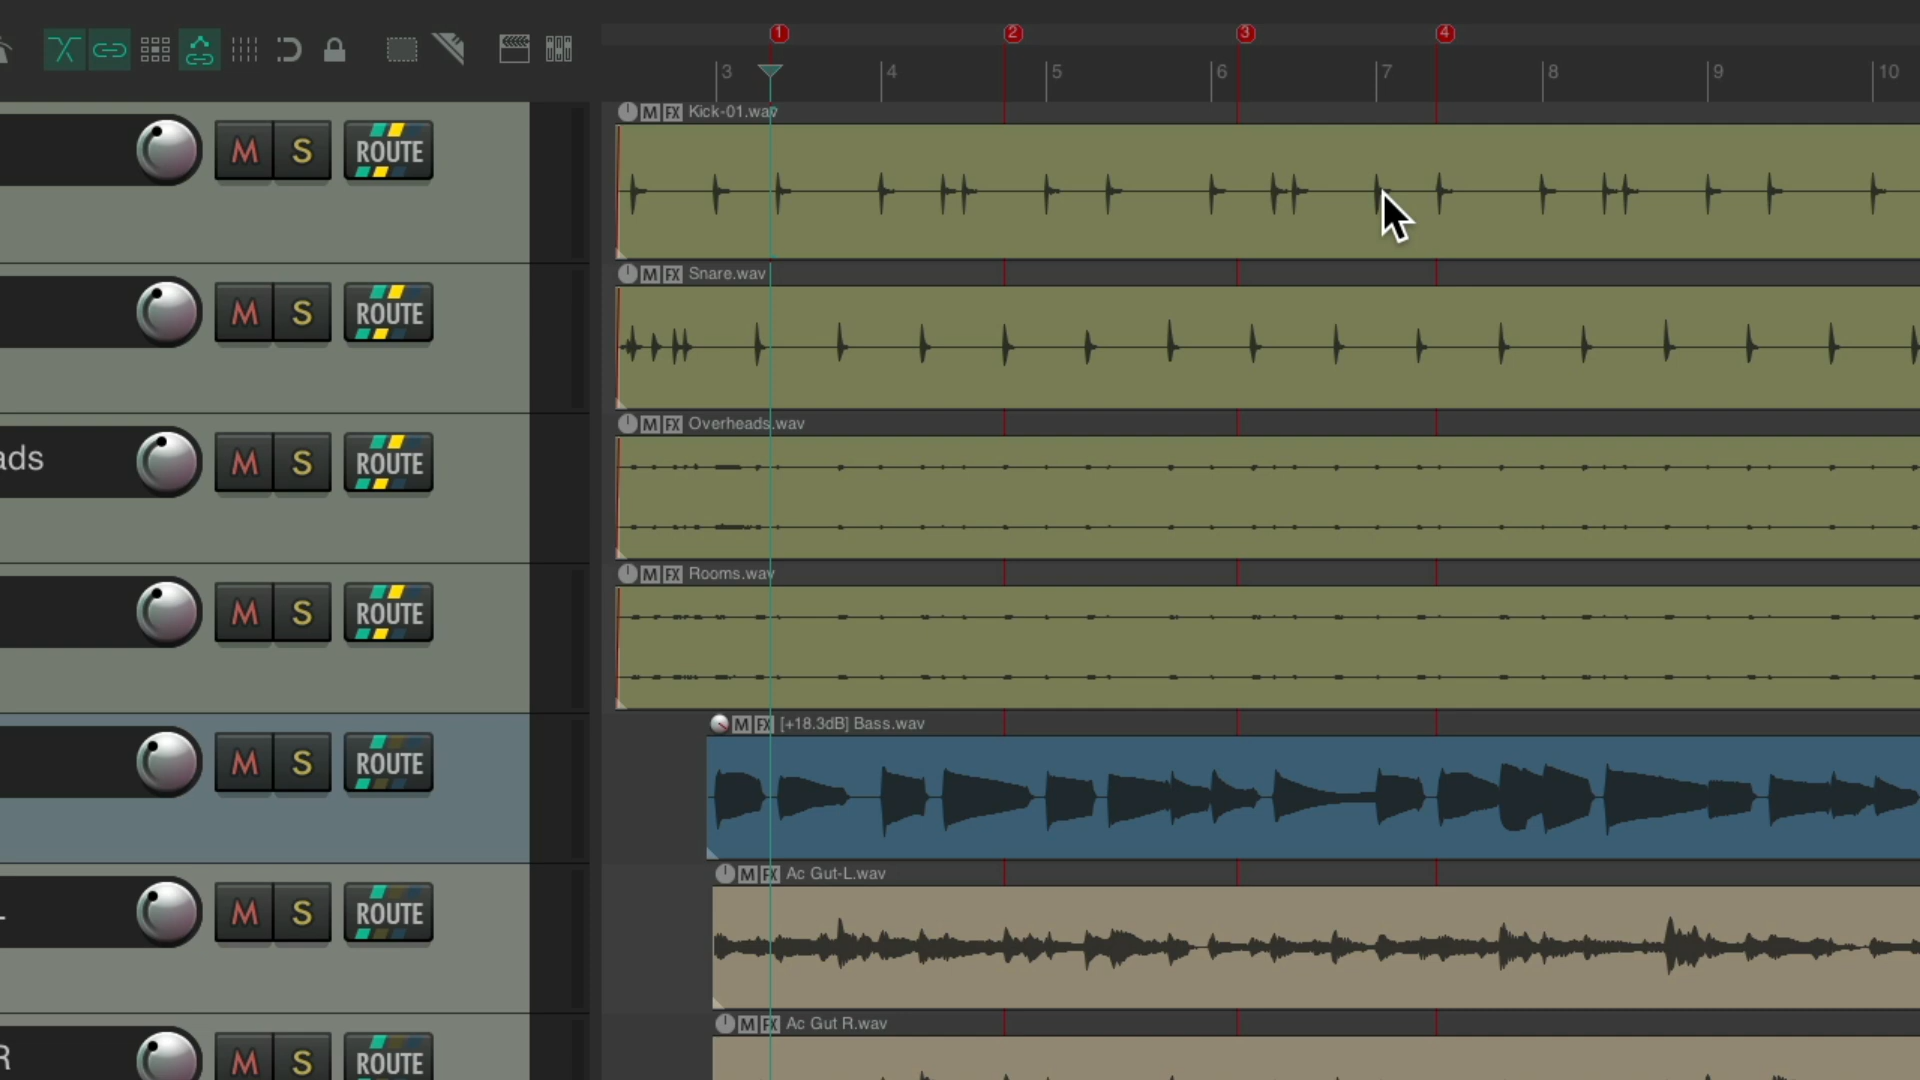 1 2 3 4
3 4 5 6 7 8 9 10
M FX Kick-01.wav
M S ROUTE
M FX Snare.wav
M S ROUTE
M FX Overheads.wav
ads M S ROUTE
M FX Rooms.wav
M S ROUTE
M FX [+18.3dB] Bass.wav
M S ROUTE
M FX Ac Gut-L.wav
M S ROUTE
M FX Ac Gut R.wav
R M S ROUTE